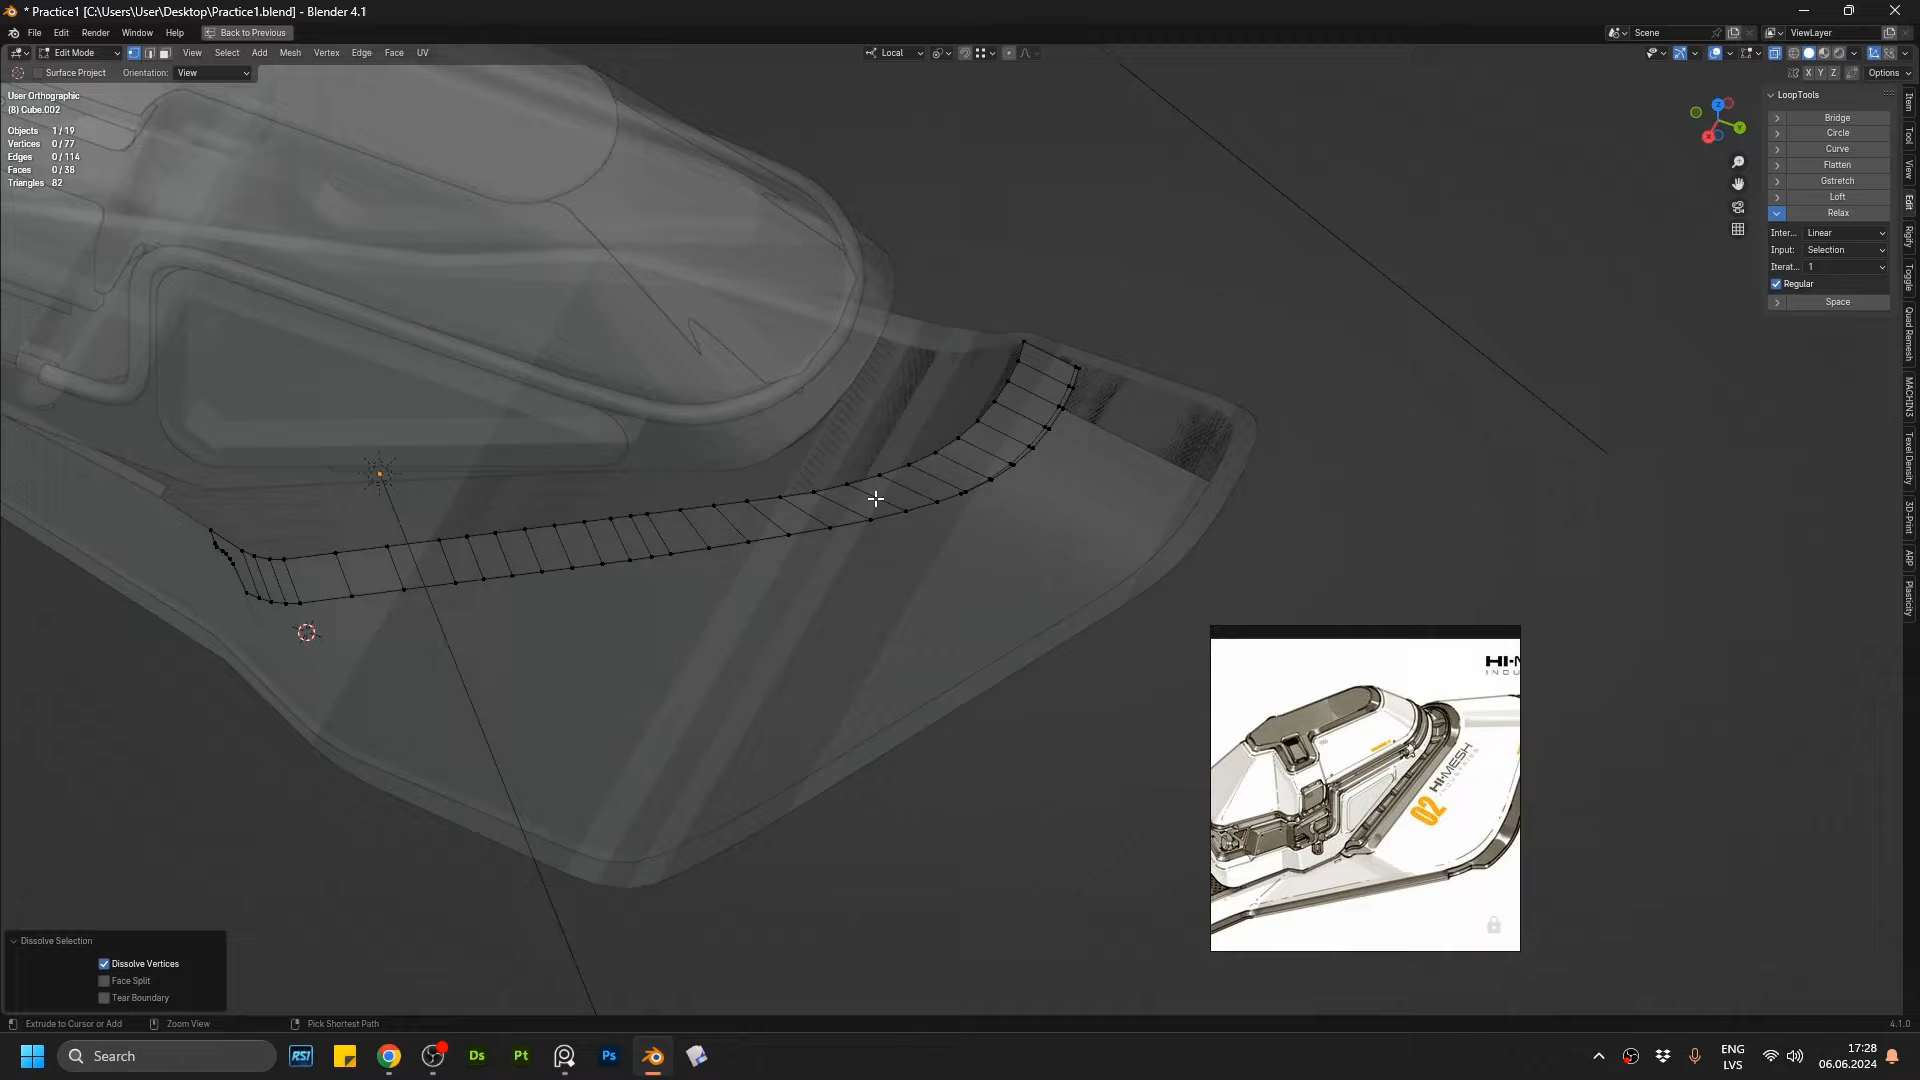 * Practice1 [C:\Users\User\Desktop\Practice1.blend] - Blender 4.1
File Edit Render Window Help Back to Previous
Scene ViewLayer
Edit Mode View Select Add Mesh Vertex Edge Face UV
Local
Surface Project Orientation: View
X Y Z Options
User Orthographic
(8) Cube.002
Objects 1/19
Vertices 0/77
Edges 0/114
Faces 0/38
Triangles 82
LoopTools
Bridge
Circle
Curve
Flatten
Gstretch
Loft
Relax
Inter... Linear
Input: Selection
Iterat... 1
Regular
Space
Item
Tool
View
Edit
Rigify
Toggle
Quad Remesh
MACHIN3
Texel Density
3D-Print
ARP
Plasticity
Z
Y
X
HI-M
INDU
HI-MESH
INDUSTRIES
02
Dissolve Selection
Dissolve Vertices
Face Split
Tear Boundary
Extrude to Cursor or Add Zoom View Pick Shortest Path
4.1.0
Search
RSI
Ds
Pt
Ps
ENG
LVS
17:28
06.06.2024